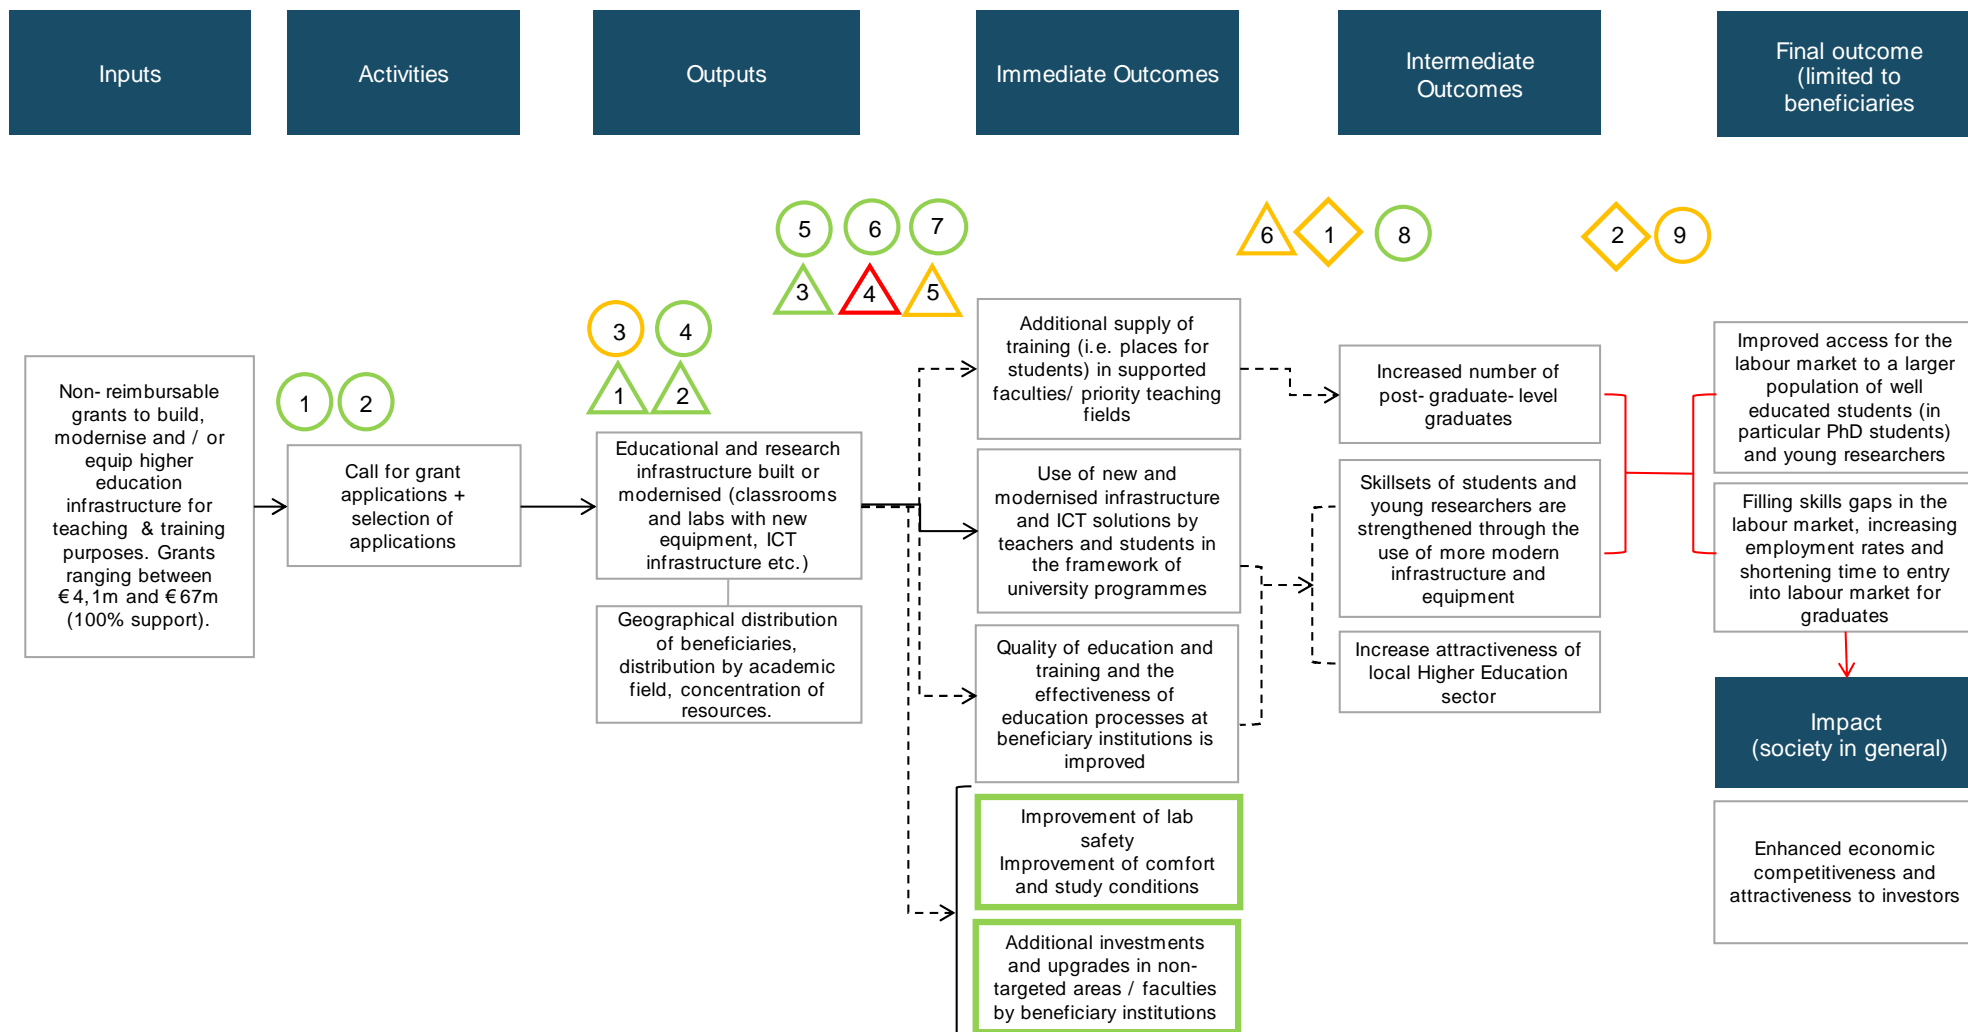 Inputs
Activities
Outputs
Immediate Outcomes
Intermediate
Outcomes
Final outcome
(limited to
beneficiaries
5
6
7
3
4
5
6
1
8
2
9
3
4
1
2
1
2
Non- reimbursable
grants to build,
modernise and / or
equip higher
education
infrastructure for
teaching & training
purposes. Grants
ranging between
€4,1m and €67m
(100% support).
Call for grant
applications +
selection of
applications
Educational and research
infrastructure built or
modernised (classrooms
and labs with new
equipment, ICT
infrastructure etc.)
Geographical distribution
of beneficiaries,
distribution by academic
field, concentration of
resources.
Additional supply of
training (i.e. places for
students) in supported
faculties/ priority teaching
fields
Use of new and
modernised infrastructure
and ICT solutions by
teachers and students in
the framework of
university programmes
Quality of education and
training and the
effectiveness of
education processes at
beneficiary institutions is
improved
Improvement of lab
safety
Improvement of comfort
and study conditions
Additional investments
and upgrades in non-
targeted areas / faculties
by beneficiary institutions
Increased number of
post- graduate- level
graduates
Skillsets of students and
young researchers are
strengthened through the
use of more modern
infrastructure and
equipment
Increase attractiveness of
local Higher Education
sector
Improved access for the
labour market to a larger
population of well
educated students (in
particular PhD students)
and young researchers
Filling skills gaps in the
labour market, increasing
employment rates and
shortening time to entry
into labour market for
graduates
Impact
(society in general)
Enhanced economic
competitiveness and
attractiveness to investors